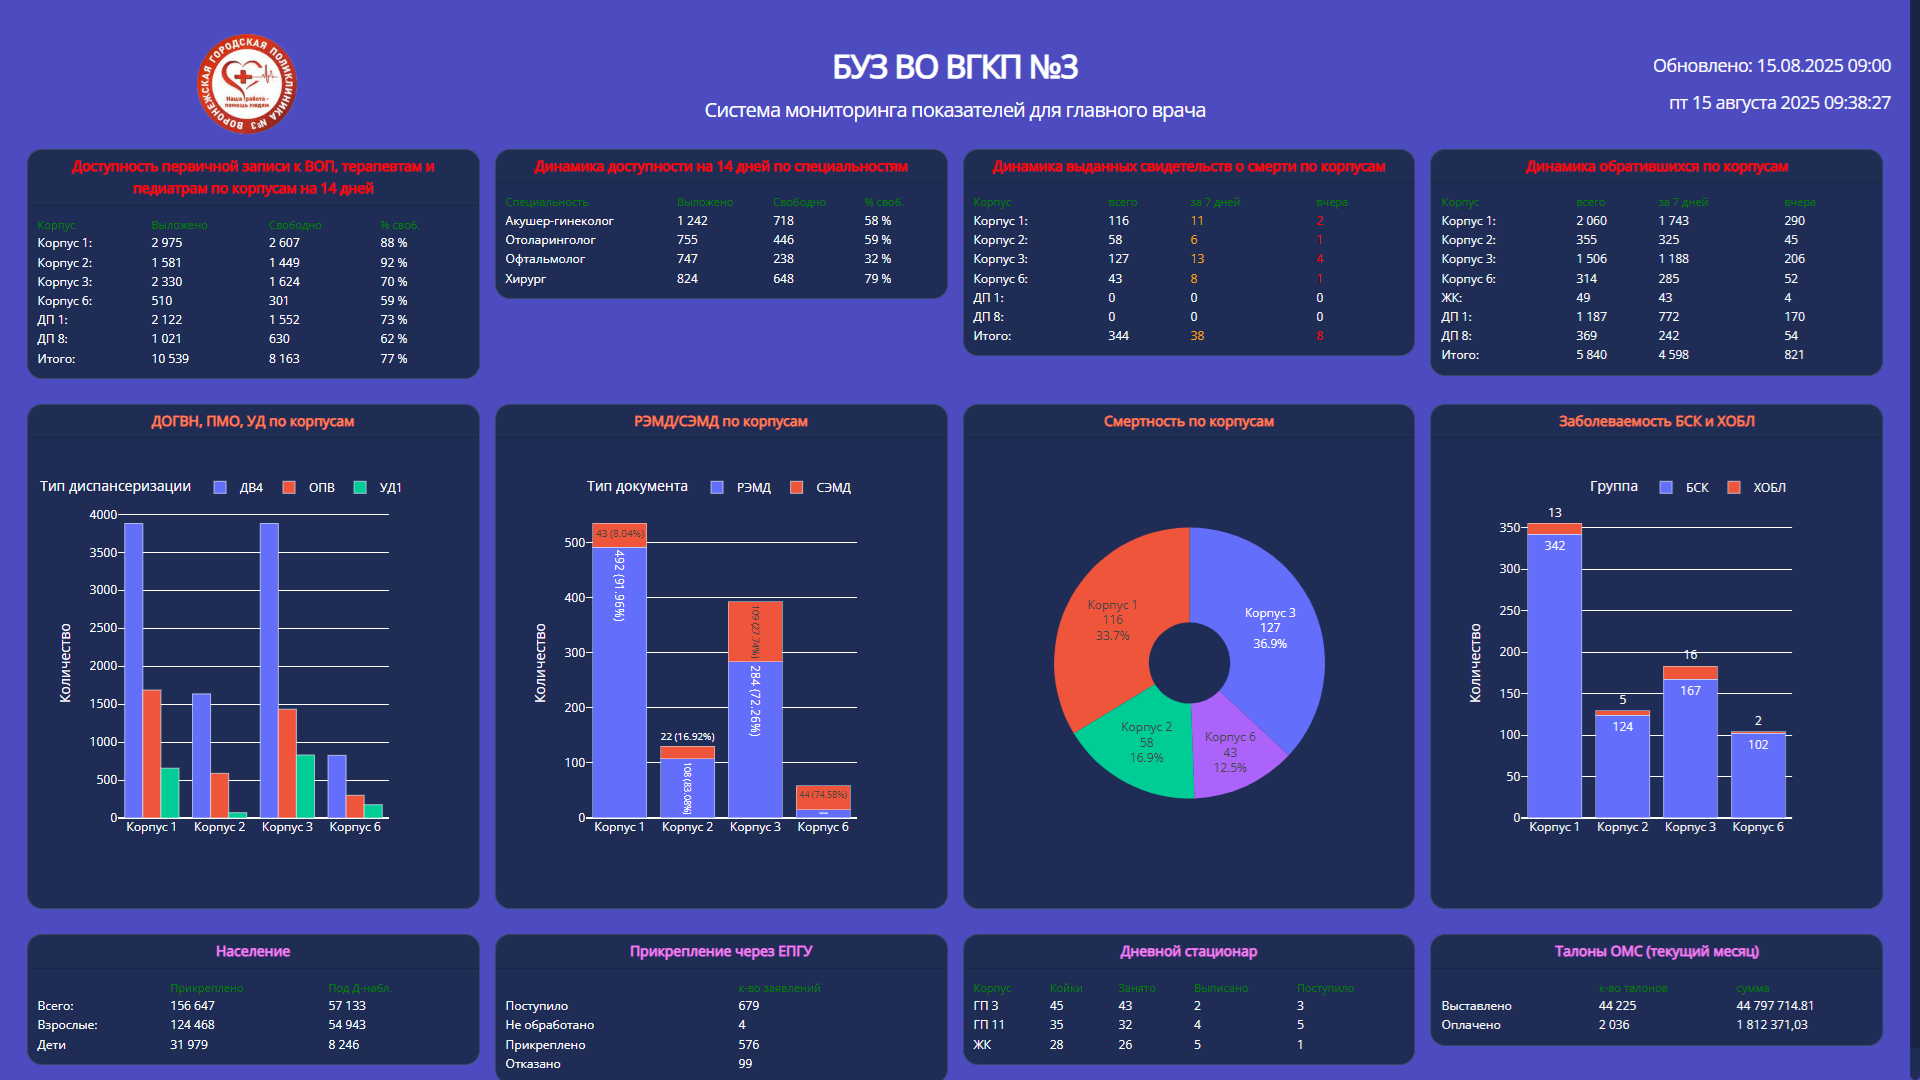 ВОРОНЕЖСКАЯ ГОРОДСКАЯ ПОЛИКЛИНИКА №3
Наша работа -
помощь людям
БУЗ ВО ВГКП №3
Система мониторинга показателей для главного врача
Обновлено: 15.08.2025 09:00
пт 15 августа 2025 09:38:27
Доступность первичной записи к ВОП, терапевтам и
педиатрам по корпусам на 14 дней
Корпус Выложено Свободно % своб.
Корпус 1: 2 975 2 607 88 %
Корпус 2: 1 581 1 449 92 %
Корпус 3: 2 330 1 624 70 %
Корпус 6: 510 301 59 %
ДП 1: 2 122 1 552 73 %
ДП 8: 1 021 630 62 %
Итого: 10 539 8 163 77 %
Динамика доступности на 14 дней по специальностям
Специальность Выложено Свободно % своб.
Акушер-гинеколог 1 242 718 58 %
Отоларинголог 755 446 59 %
Офтальмолог 747 238 32 %
Хирург 824 648 79 %
Динамика выданных свидетельств о смерти по корпусам
Корпус всего за 7 дней вчера
Корпус 1: 116 11 2
Корпус 2: 58 6 1
Корпус 3: 127 13 4
Корпус 6: 43 8 1
ДП 1: 0 0 0
ДП 8: 0 0 0
Итого: 344 38 8
Динамика обратившихся по корпусам
Корпус всего за 7 дней вчера
Корпус 1: 2 060 1 743 290
Корпус 2: 355 325 45
Корпус 3: 1 506 1 188 206
Корпус 6: 314 285 52
ЖК: 49 43 4
ДП 1: 1 187 772 170
ДП 8: 369 242 54
Итого: 5 840 4 598 821
ДОГВН, ПМО, УД по корпусам
Тип диспансеризации ДВ4 ОПВ УД1
4000
3500
3000
2500
2000
1500
1000
500
0
Количество
Корпус 1 Корпус 2 Корпус 3 Корпус 6
РЭМД/СЭМД по корпусам
Тип документа РЭМД СЭМД
500
400
300
200
100
0
Количество
43 (8.04%)
492 (91.96%)
22 (16.92%)
108 (83.08%)
109 (27.74%)
284 (72.26%)
44 (74.58%)
Корпус 1 Корпус 2 Корпус 3 Корпус 6
Смертность по корпусам
Корпус 1
116
33.7%
Корпус 3
127
36.9%
Корпус 2
58
16.9%
Корпус 6
43
12.5%
Заболеваемость БСК и ХОБЛ
Группа БСК ХОБЛ
350
300
250
200
150
100
50
0
Количество
13
342
5
124
16
167
2
102
Корпус 1 Корпус 2 Корпус 3 Корпус 6
Население
Прикреплено Под Д-набл.
Всего: 156 647 57 133
Взрослые: 124 468 54 943
Дети 31 979 8 246
Прикрепление через ЕПГУ
к-во заявлений
Поступило 679
Не обработано 4
Прикреплено 576
Отказано 99
Дневной стационар
Корпус Койки Занято Выписано Поступило
ГП 3 45 43 2 3
ГП 11 35 32 4 5
ЖК 28 26 5 1
Талоны ОМС (текущий месяц)
к-во талонов сумма
Выставлено 44 225 44 797 714.81
Оплачено 2 036 1 812 371,03